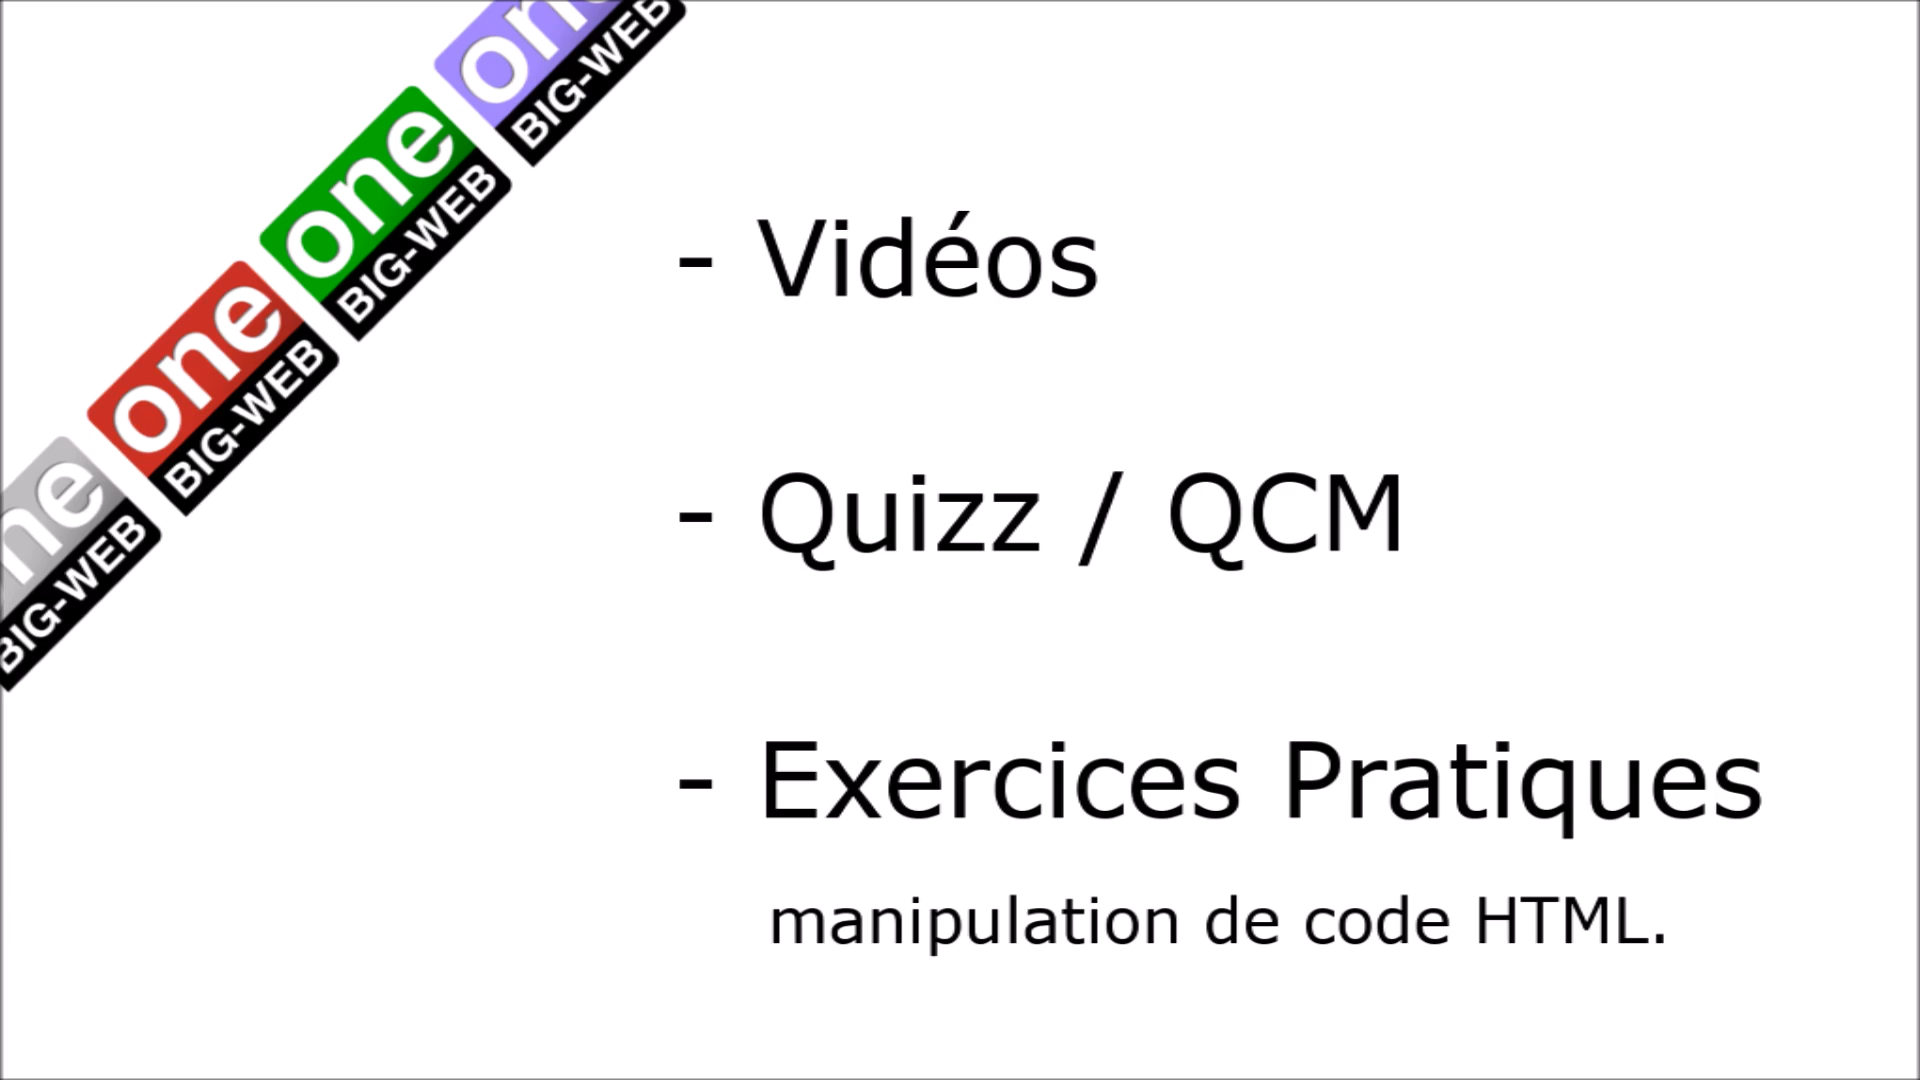 one
BIG-WEB
one
BIG-WEB
one
BIG-WEB
one
BIG-WEB
- Vidéos
- Quizz / QCM
- Exercices Pratiques
manipulation de code HTML.